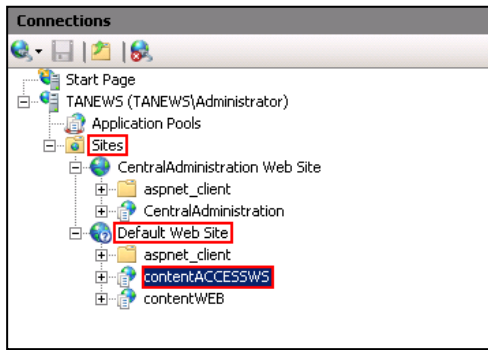 Connections
Start Page
TANEWS (TANEWS\Administrator)
Application Pools
Sites
CentralAdministration Web Site
aspnet_client
CentralAdministration
Default Web Site
aspnet_client
contentACCESSWS
contentWEB